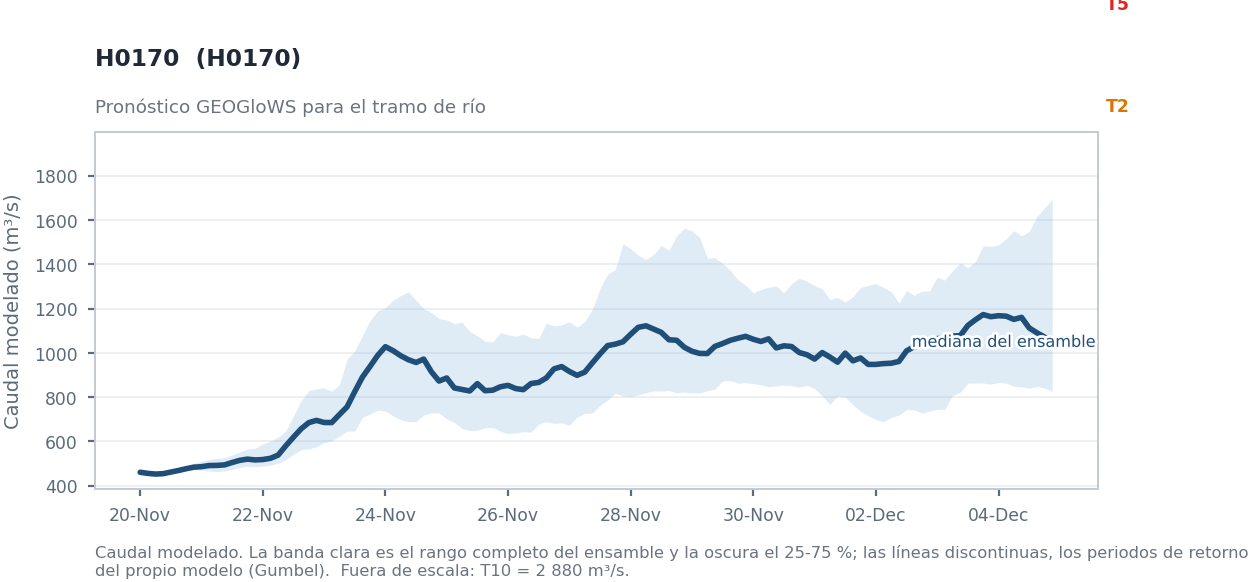 T5
H0170 (H0170)
Pronóstico GEOGloWS para el tramo de río
T2
Caudal modelado (m³/s)
1800
1600
1400
1200
1000
800
600
400
mediana del ensamble
20-Nov 22-Nov 24-Nov 26-Nov 28-Nov 30-Nov 02-Dec 04-Dec
Caudal modelado. La banda clara es el rango completo del ensamble y la oscura el 25-75 %; las líneas discontinuas, los periodos de retorno
del propio modelo (Gumbel). Fuera de escala: T10 = 2 880 m³/s.